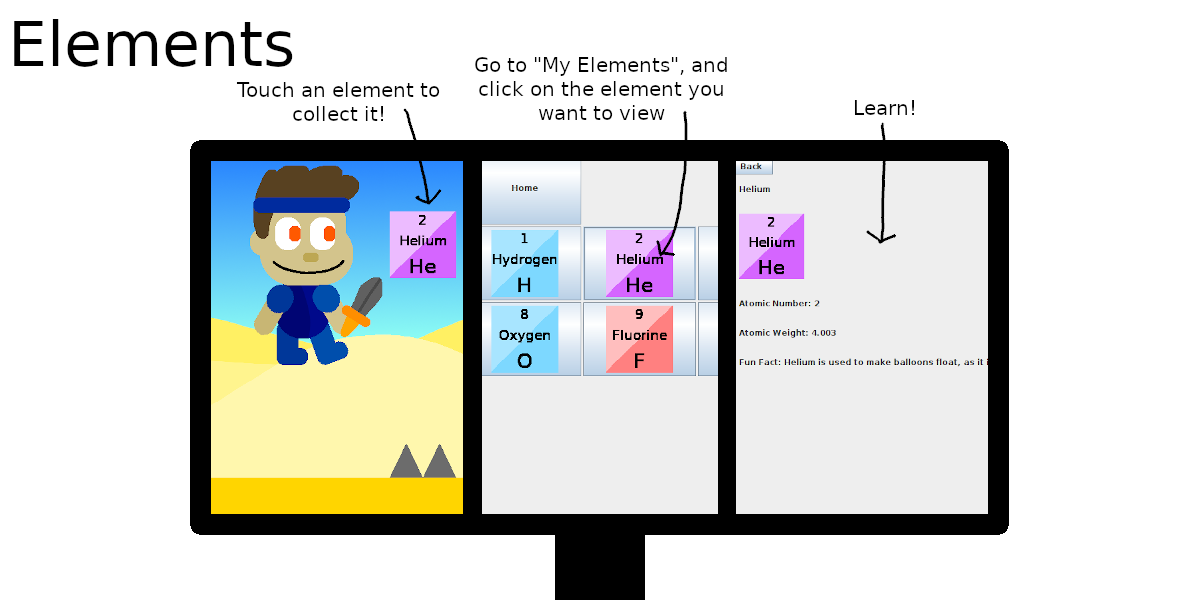 Elements
Touch an element to
collect it!
Go to "My Elements", and
click on the element you
want to view
Learn!
2
Helium
He
Home
1
Hydrogen
H
2
Helium
He
8
Oxygen
O
9
Fluorine
F
Back
Helium
2
Helium
He
Atomic Number: 2
Atomic Weight: 4.003
Fun Fact: Helium is used to make balloons float, as it i